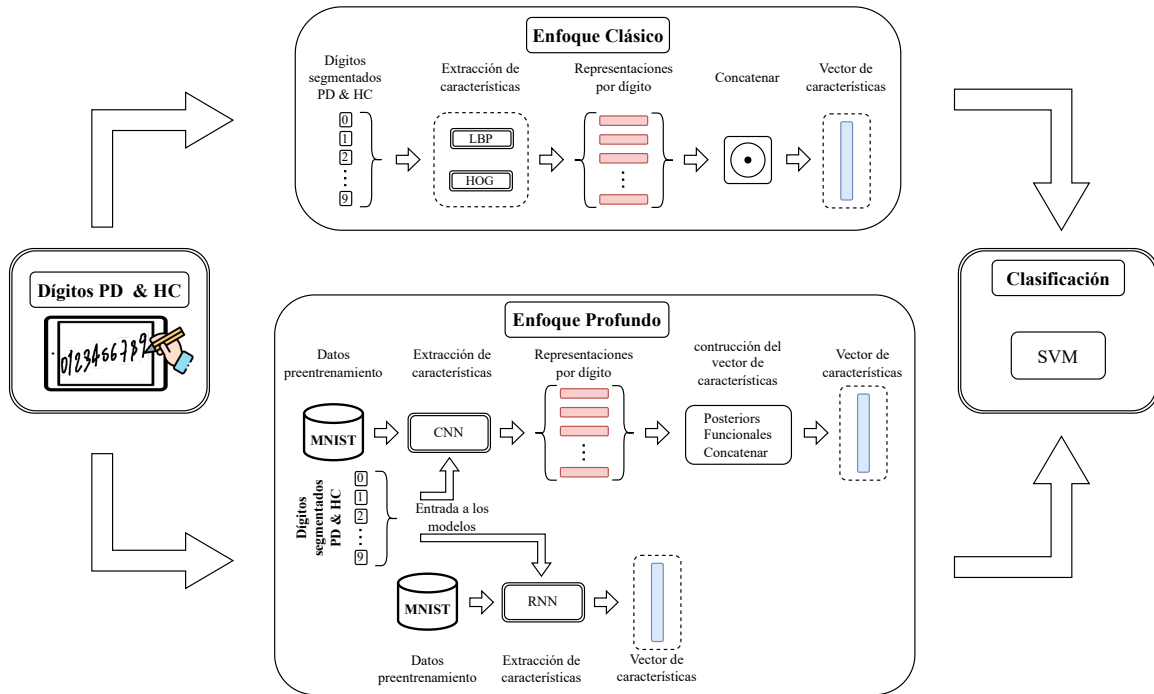 Enfoque Clásico
Dígitos
segmentados
PD & HC
Extracción de
características
Representaciones
por dígito
Concatenar
Vector de
características
0
1
2
9
LBP
HOG
Dígitos PD & HC
0123456789
Clasificación
SVM
Enfoque Profundo
Datos
preentrenamiento
Extracción de
características
Representaciones
por dígito
contrucción del
vector de
características
Vector de
características
MNIST
CNN
Posteriors
Funcionales
Concatenar
Dígitos
segmentados
PD & HC
0
1
2
9
Entrada a los
modelos
MNIST
RNN
Datos
preentrenamiento
Extracción de
características
Vector de
características